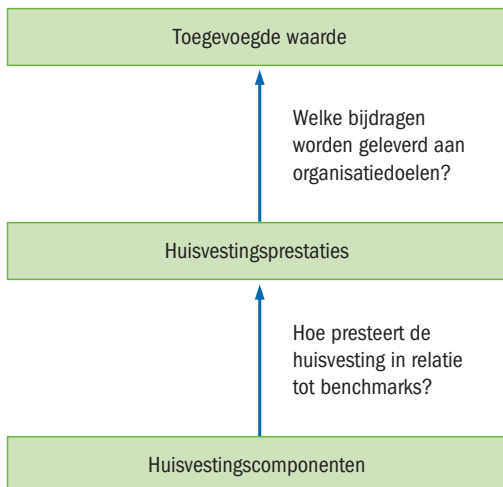 Toegevoegde waarde
Welke bijdragen
worden geleverd aan
organisatiedoelen?
Huisvestingsprestaties
Hoe presteert de
huisvesting in relatie
tot benchmarks?
Huisvestingscomponenten